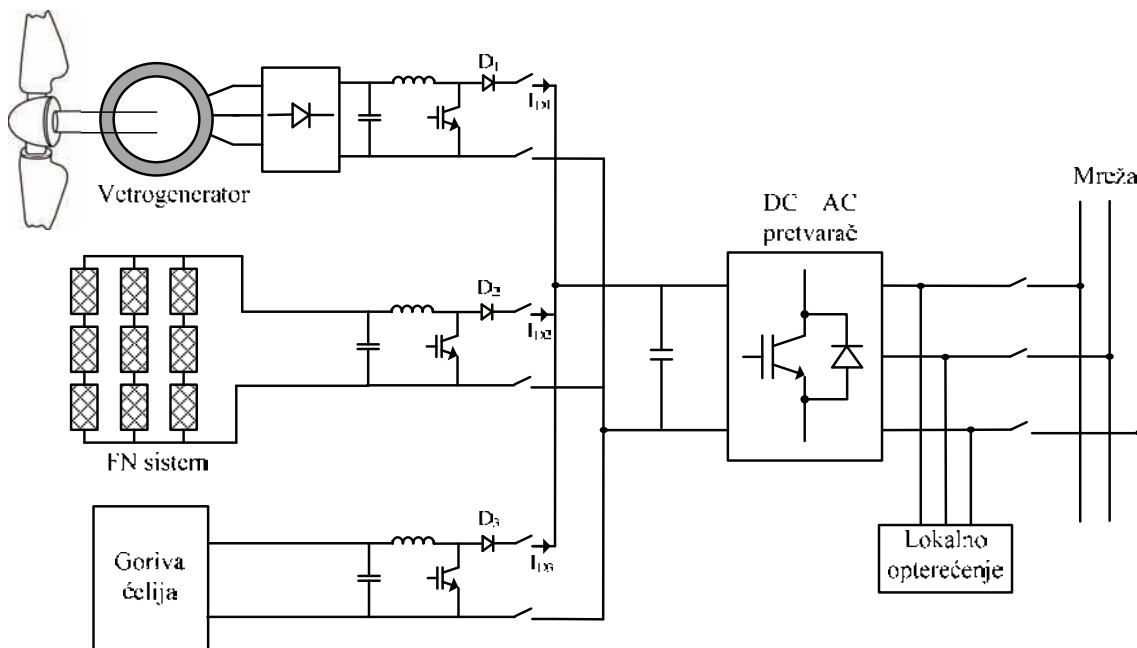 D1
ID1
Vetrogenerator
Mreža
DC AC
pretvarač
D2
ID2
FN sistem
D3
ID3
Goriva
ćelija
Lokalno
opterećenje